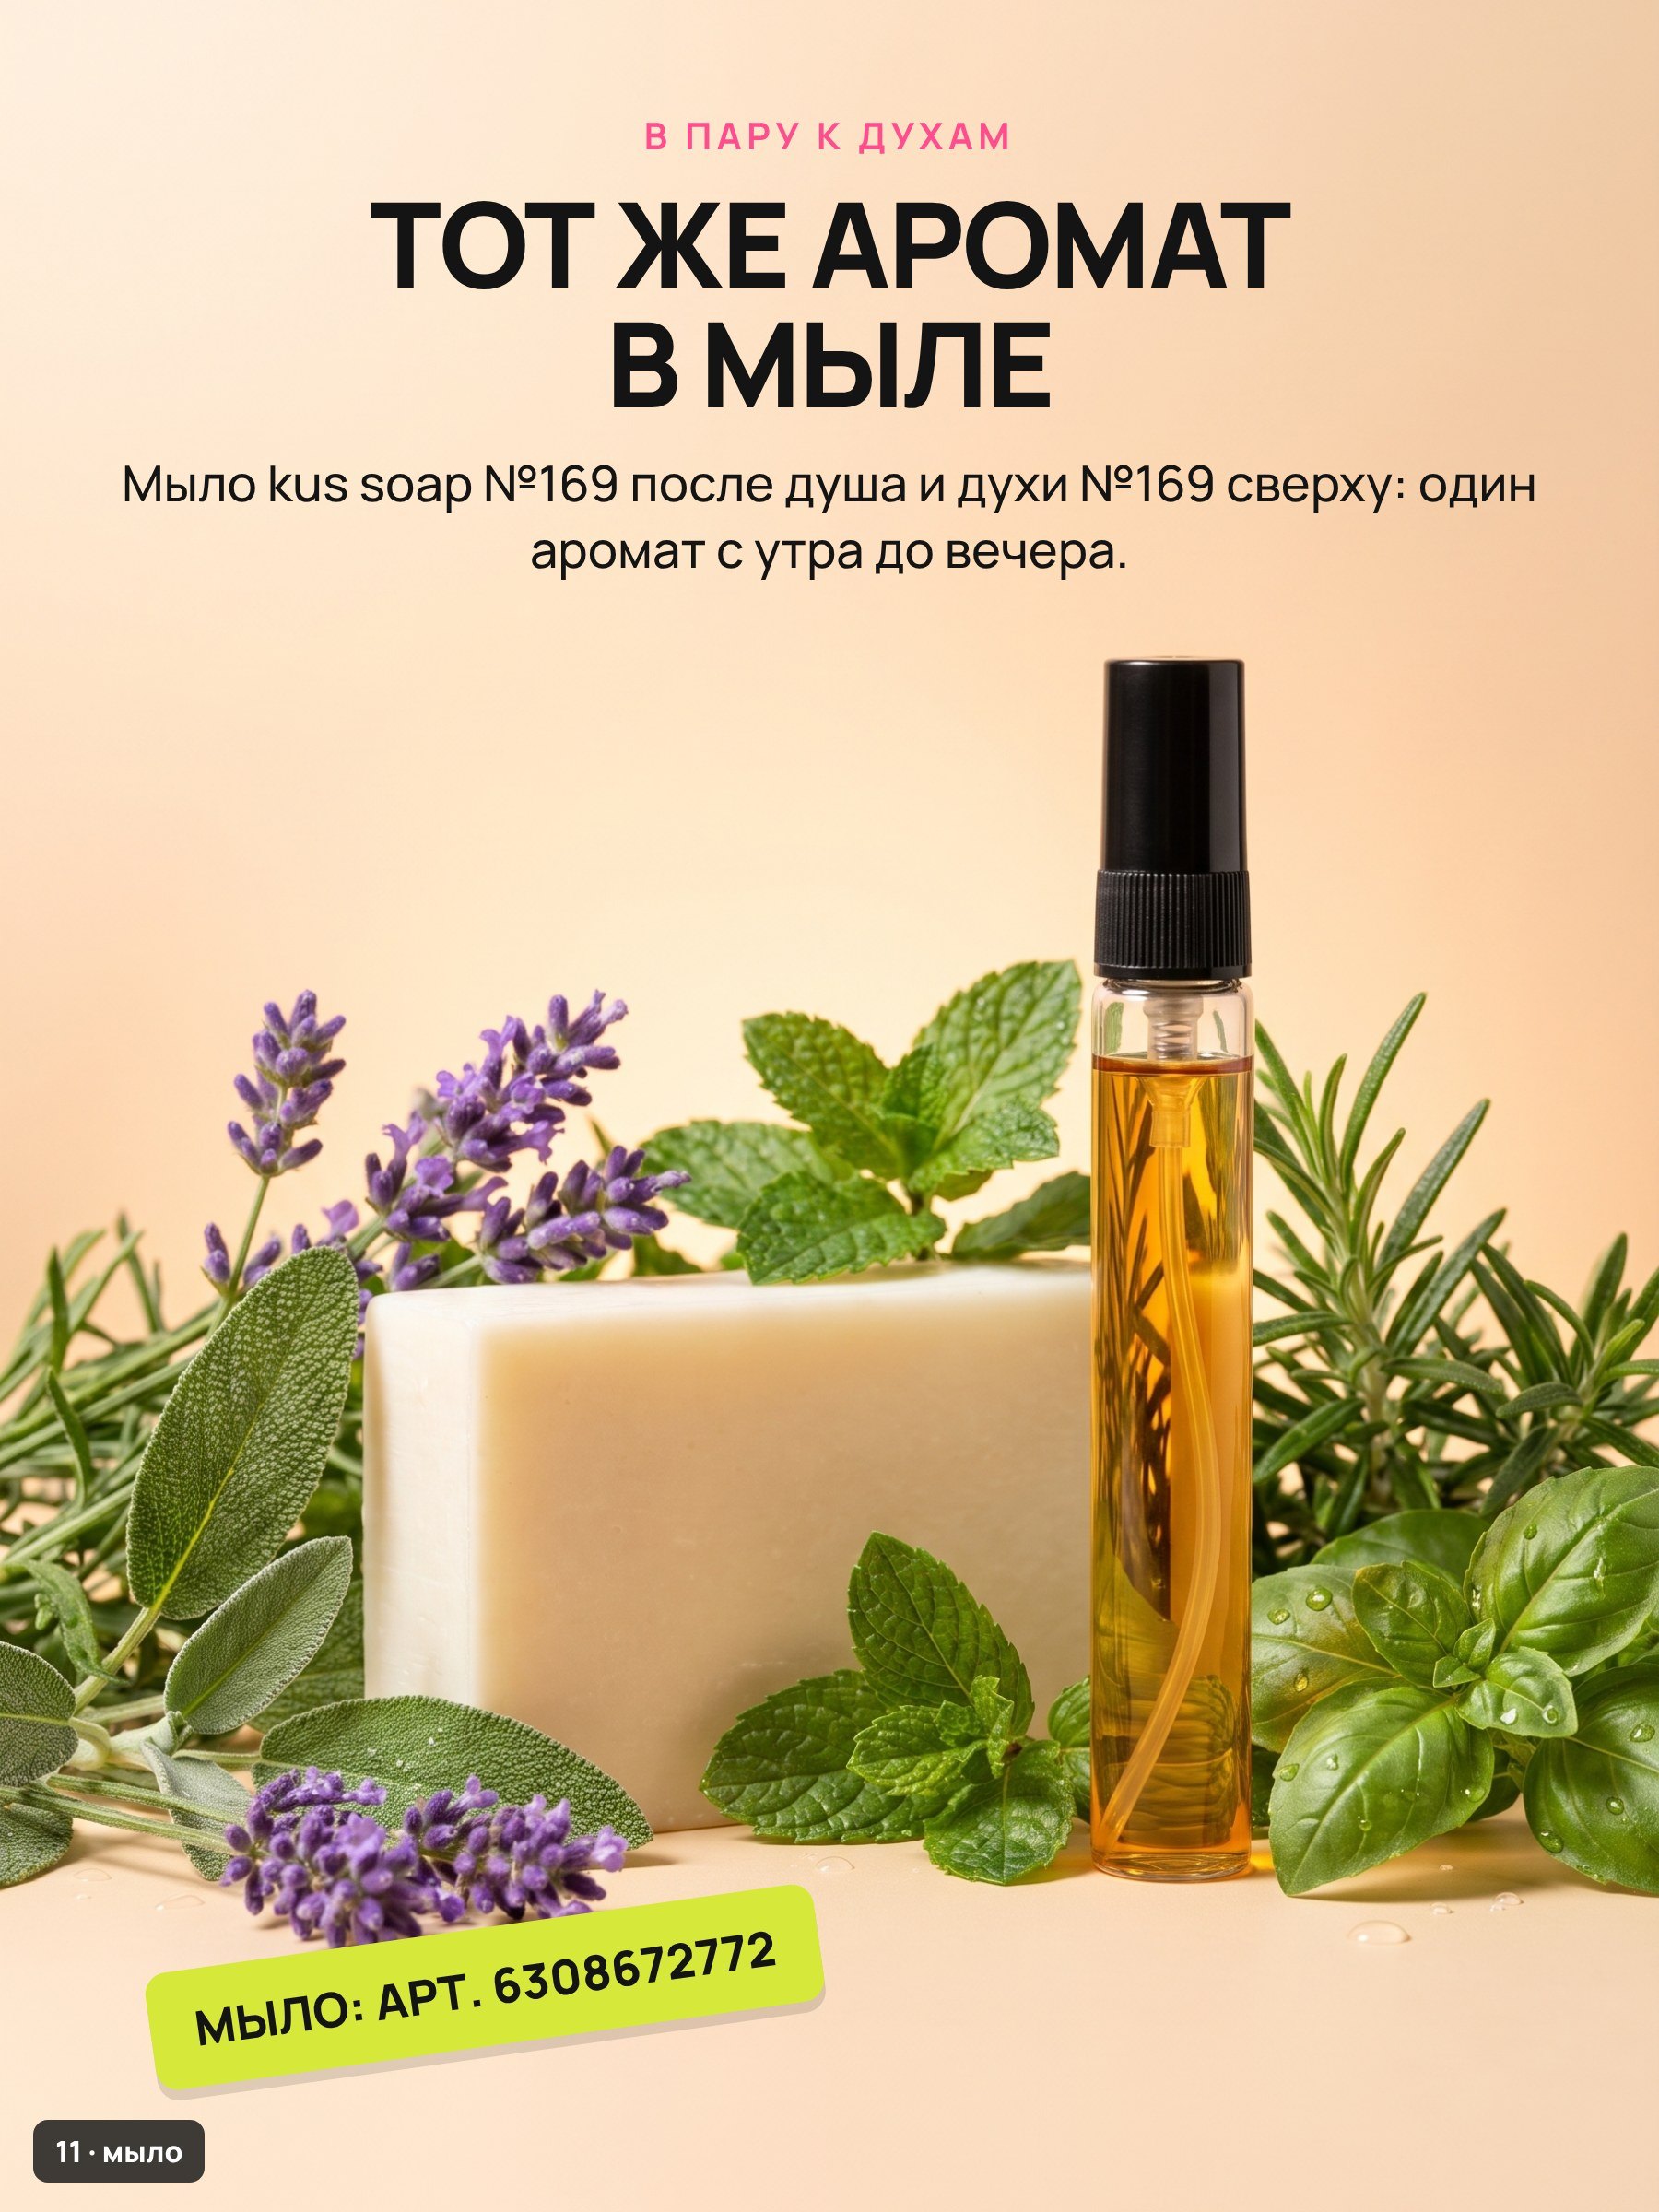 В ПАРУ К ДУХАМ
ТОТ ЖЕ АРОМАТ
В МЫЛЕ
Мыло kus soap №169 после душа и духи №169 сверху: один
аромат с утра до вечера.
МЫЛО: АРТ. 6308672772
11 · мыло